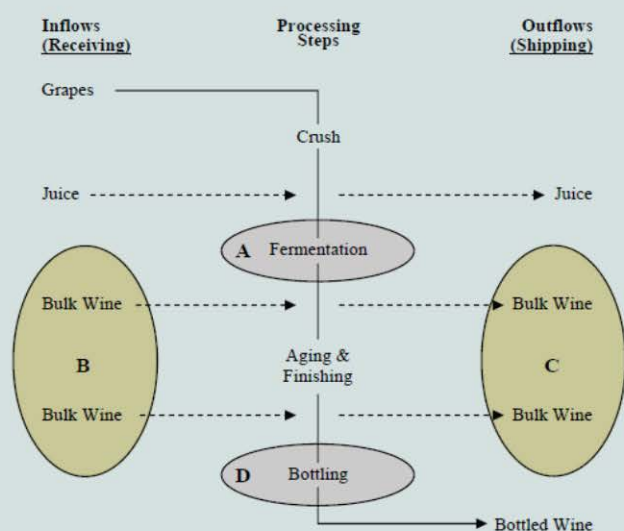 Inflows
(Receiving)
Processing
Steps
Outflows
(Shipping)
Grapes
Crush
Juice
Juice
A Fermentation
Bulk Wine
Bulk Wine
B
Aging &
Finishing
C
Bulk Wine
Bulk Wine
D Bottling
Bottled Wine